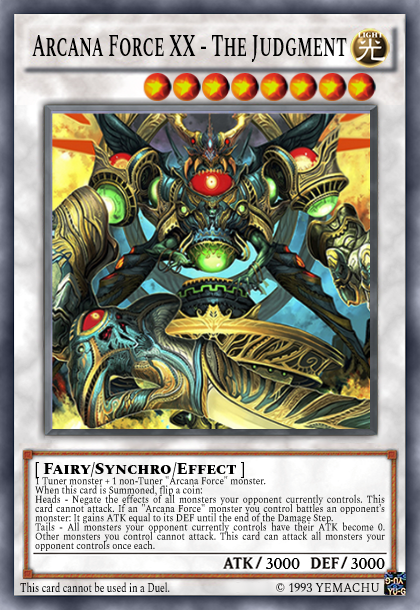 ARCANA FORCE XX - THE JUDGMENT
LIGHT
光
[ FAIRY/SYNCHRO/EFFECT ]
1 Tuner monster + 1 non-Tuner "Arcana Force" monster.
When this card is Summoned, flip a coin:
Heads - Negate the effects of all monsters your opponent currently controls. This
card cannot attack. If an "Arcana Force" monster you control battles an opponent's
monster: It gains ATK equal to its DEF until the end of the Damage Step.
Tails - All monsters your opponent currently controls have their ATK become 0.
Other monsters you control cannot attack. This card can attack all monsters your
opponent controls once each.
ATK / 3000 DEF / 3000
This card cannot be used in a Duel.
© 1993 YEMACHU
YU-G
YU-G